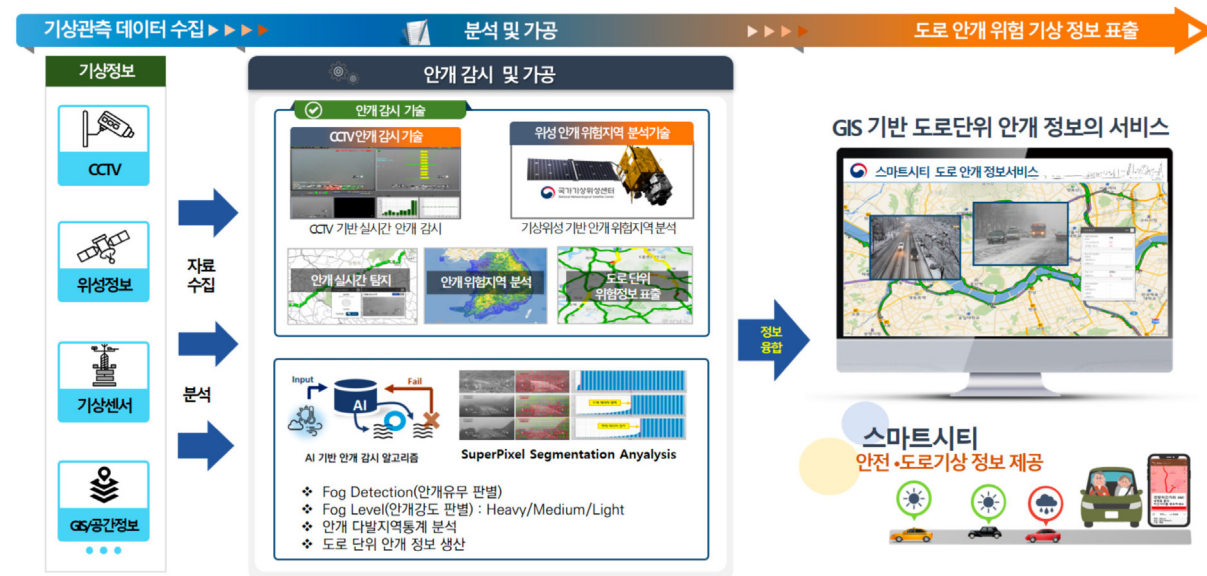 기상관측 데이터 수집
분석 및 가공
도로 안개 위험 기상 정보 표출
기상정보
CCTV
위성정보
기상센서
GIS/공간정보
자료
수집
분석
안개 감시 및 가공
안개 감시 기술
CCTV 안개 감시 기술
위성 안개 위험지역 분석기술
국가기상위성센터
National Meteorological Satellite Center
CCTV 기반 실시간 안개 감시
기상위성 기반 안개 위험지역 분석
안개 실시간 탐지
안개 위험지역 분석
도로 단위
위험정보 표출
Input
Fail
AI
AI 기반 안개 감시 알고리즘
SuperPixel Segmentation Anyalysis
❖ Fog Detection(안개유무 판별)
❖ Fog Level(안개강도 판별) : Heavy/Medium/Light
❖ 안개 다발지역통계 분석
❖ 도로 단위 안개 정보 생산
정보
융합
GIS 기반 도로단위 안개 정보의 서비스
스마트시티 도로 안개 정보서비스
스마트시티
안전 •도로기상 정보 제공